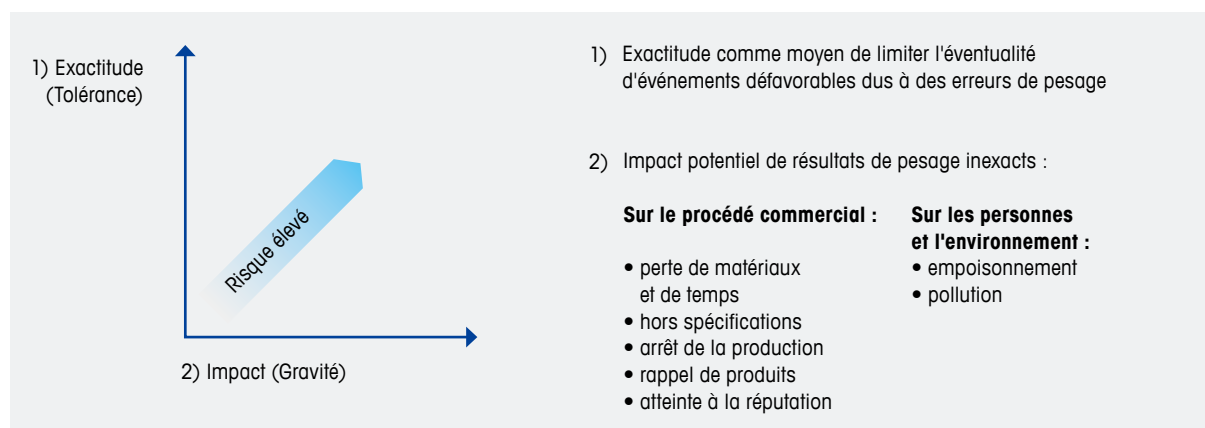 1) Exactitude
(Tolérance)
Risque élevé
2) Impact (Gravité)
1) Exactitude comme moyen de limiter l'éventualité
d'événements défavorables dus à des erreurs de pesage
2) Impact potentiel de résultats de pesage inexacts :
Sur le procédé commercial :
• perte de matériaux
et de temps
• hors spécifications
• arrêt de la production
• rappel de produits
• atteinte à la réputation
Sur les personnes
et l'environnement :
• empoisonnement
• pollution